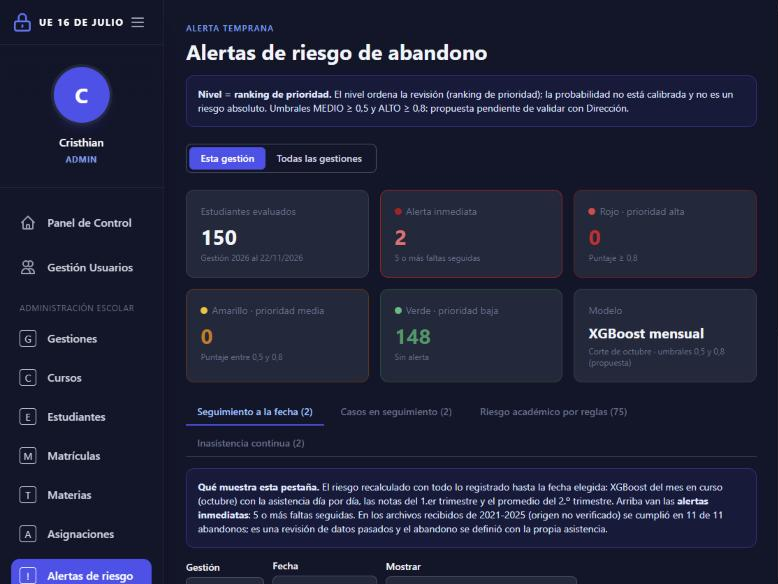 UE 16 DE JULIO
C
Cristhian
ADMIN
Panel de Control
Gestión Usuarios
ADMINISTRACIÓN ESCOLAR
G Gestiones
C Cursos
E Estudiantes
M Matrículas
T Materias
A Asignaciones
! Alertas de riesgo
ALERTA TEMPRANA
Alertas de riesgo de abandono
Nivel = ranking de prioridad. El nivel ordena la revisión (ranking de prioridad); la probabilidad no está calibrada y no es un
riesgo absoluto. Umbrales MEDIO ≥ 0,5 y ALTO ≥ 0,8: propuesta pendiente de validar con Dirección.
Esta gestión Todas las gestiones
Estudiantes evaluados
150
Gestión 2026 al 22/11/2026
Alerta inmediata
2
5 o más faltas seguidas
Rojo · prioridad alta
0
Puntaje ≥ 0,8
Amarillo · prioridad media
0
Puntaje entre 0,5 y 0,8
Verde · prioridad baja
148
Sin alerta
Modelo
XGBoost mensual
Corte de octubre · umbrales 0,5 y 0,8
(propuesta)
Seguimiento a la fecha (2) Casos en seguimiento (2) Riesgo académico por reglas (75)
Inasistencia continua (2)
Qué muestra esta pestaña. El riesgo recalculado con todo lo registrado hasta la fecha elegida: XGBoost del mes en curso
(octubre) con la asistencia día por día, las notas del 1.er trimestre y el promedio del 2.º trimestre. Arriba van las alertas
inmediatas: 5 o más faltas seguidas. En los archivos recibidos de 2021-2025 (origen no verificado) se cumplió en 11 de 11
abandonos; es una revisión de datos pasados y el abandono se definió con la propia asistencia.
Gestión Fecha Mostrar